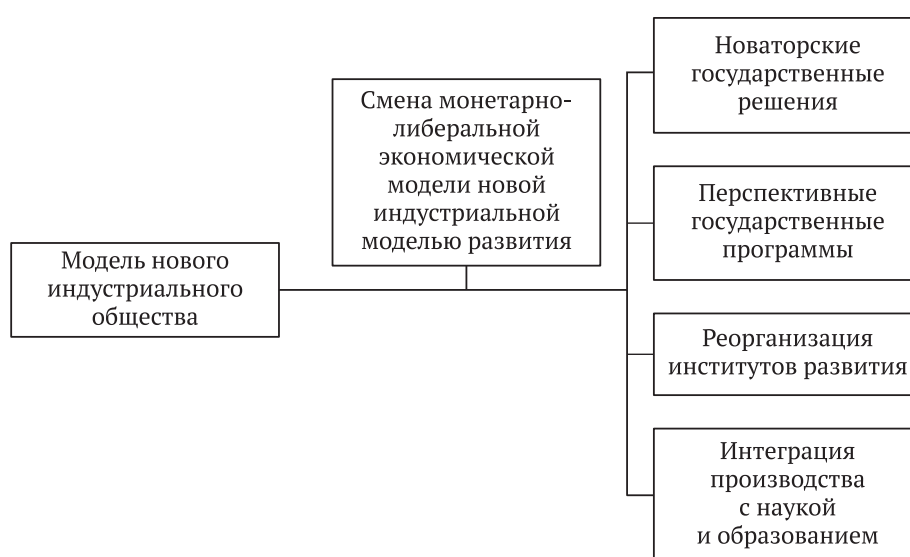 Модель нового
индустриального
общества
Смена монетарно-
либеральной
экономической
модели новой
индустриальной
моделью развития
Новаторские
государственные
решения
Перспективные
государственные
программы
Реорганизация
институтов развития
Интеграция
производства
с наукой
и образованием